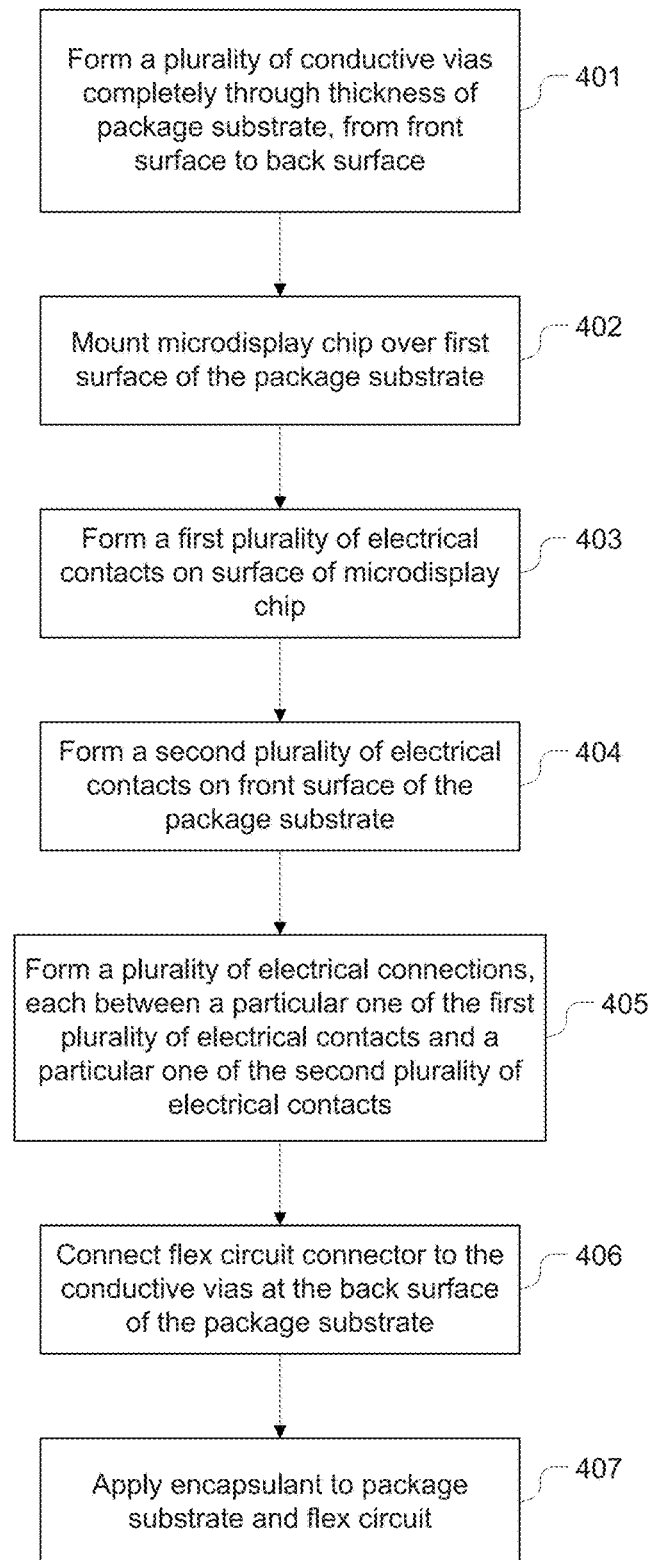 Form a plurality of conductive vias
completely through thickness of
package substrate, from front
surface to back surface
401
Mount microdisplay chip over first
surface of the package substrate
402
Form a first plurality of electrical
contacts on surface of microdisplay
chip
403
Form a second plurality of electrical
contacts on front surface of the
package substrate
404
Form a plurality of electrical connections,
each between a particular one of the first
plurality of electrical contacts and a
particular one of the second plurality of
electrical contacts
405
Connect flex circuit connector to the
conductive vias at the back surface
of the package substrate
406
Apply encapsulant to package
substrate and flex circuit
407